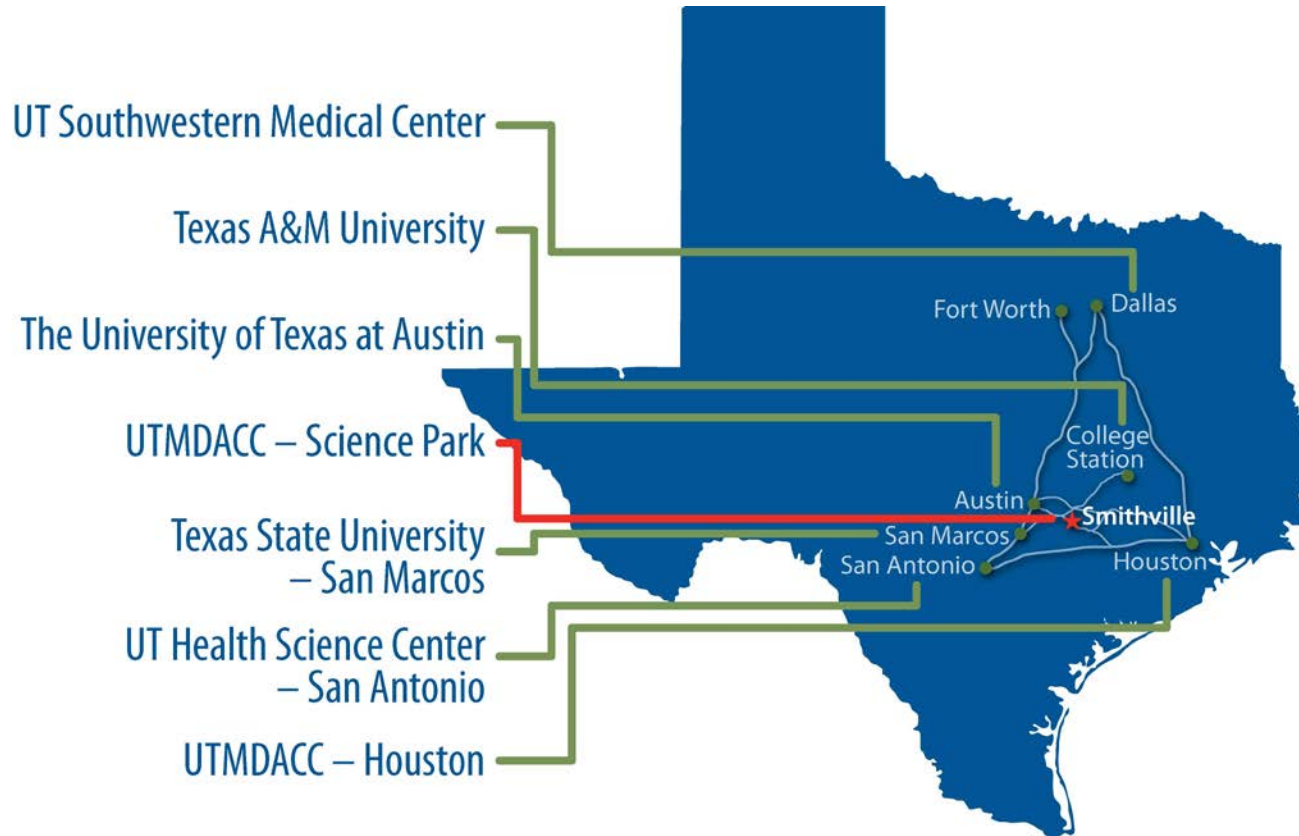 UT Southwestern Medical Center
Texas A&M University
The University of Texas at Austin
UTMDACC – Science Park
Texas State University
– San Marcos
UT Health Science Center
– San Antonio
UTMDACC – Houston
Fort Worth
Dallas
College
Station
Austin
Smithville
San Marcos
San Antonio
Houston